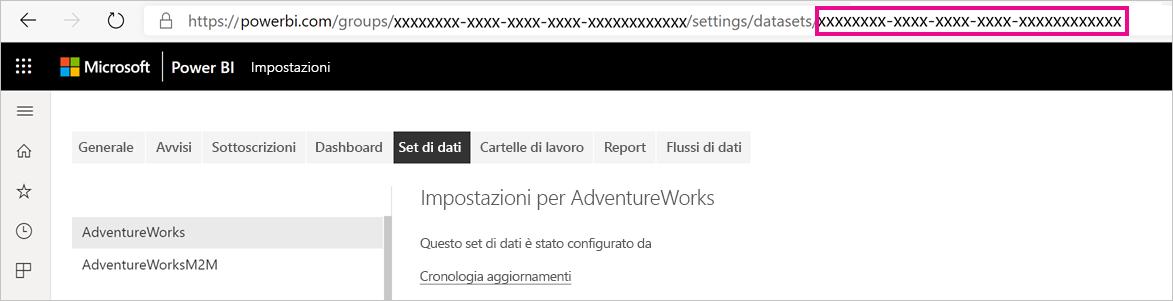 https://powerbi.com/groups/xxxxxxxx-xxxx-xxxx-xxxx-xxxxxxxxxxxx/settings/datasets/xxxxxxxx-xxxx-xxxx-xxxx-xxxxxxxxxxxx
Microsoft Power BI Impostazioni
Generale Avvisi Sottoscrizioni Dashboard Set di dati Cartelle di lavoro Report Flussi di dati
Impostazioni per AdventureWorks
AdventureWorks
Questo set di dati è stato configurato da
AdventureWorksM2M
Cronologia aggiornamenti